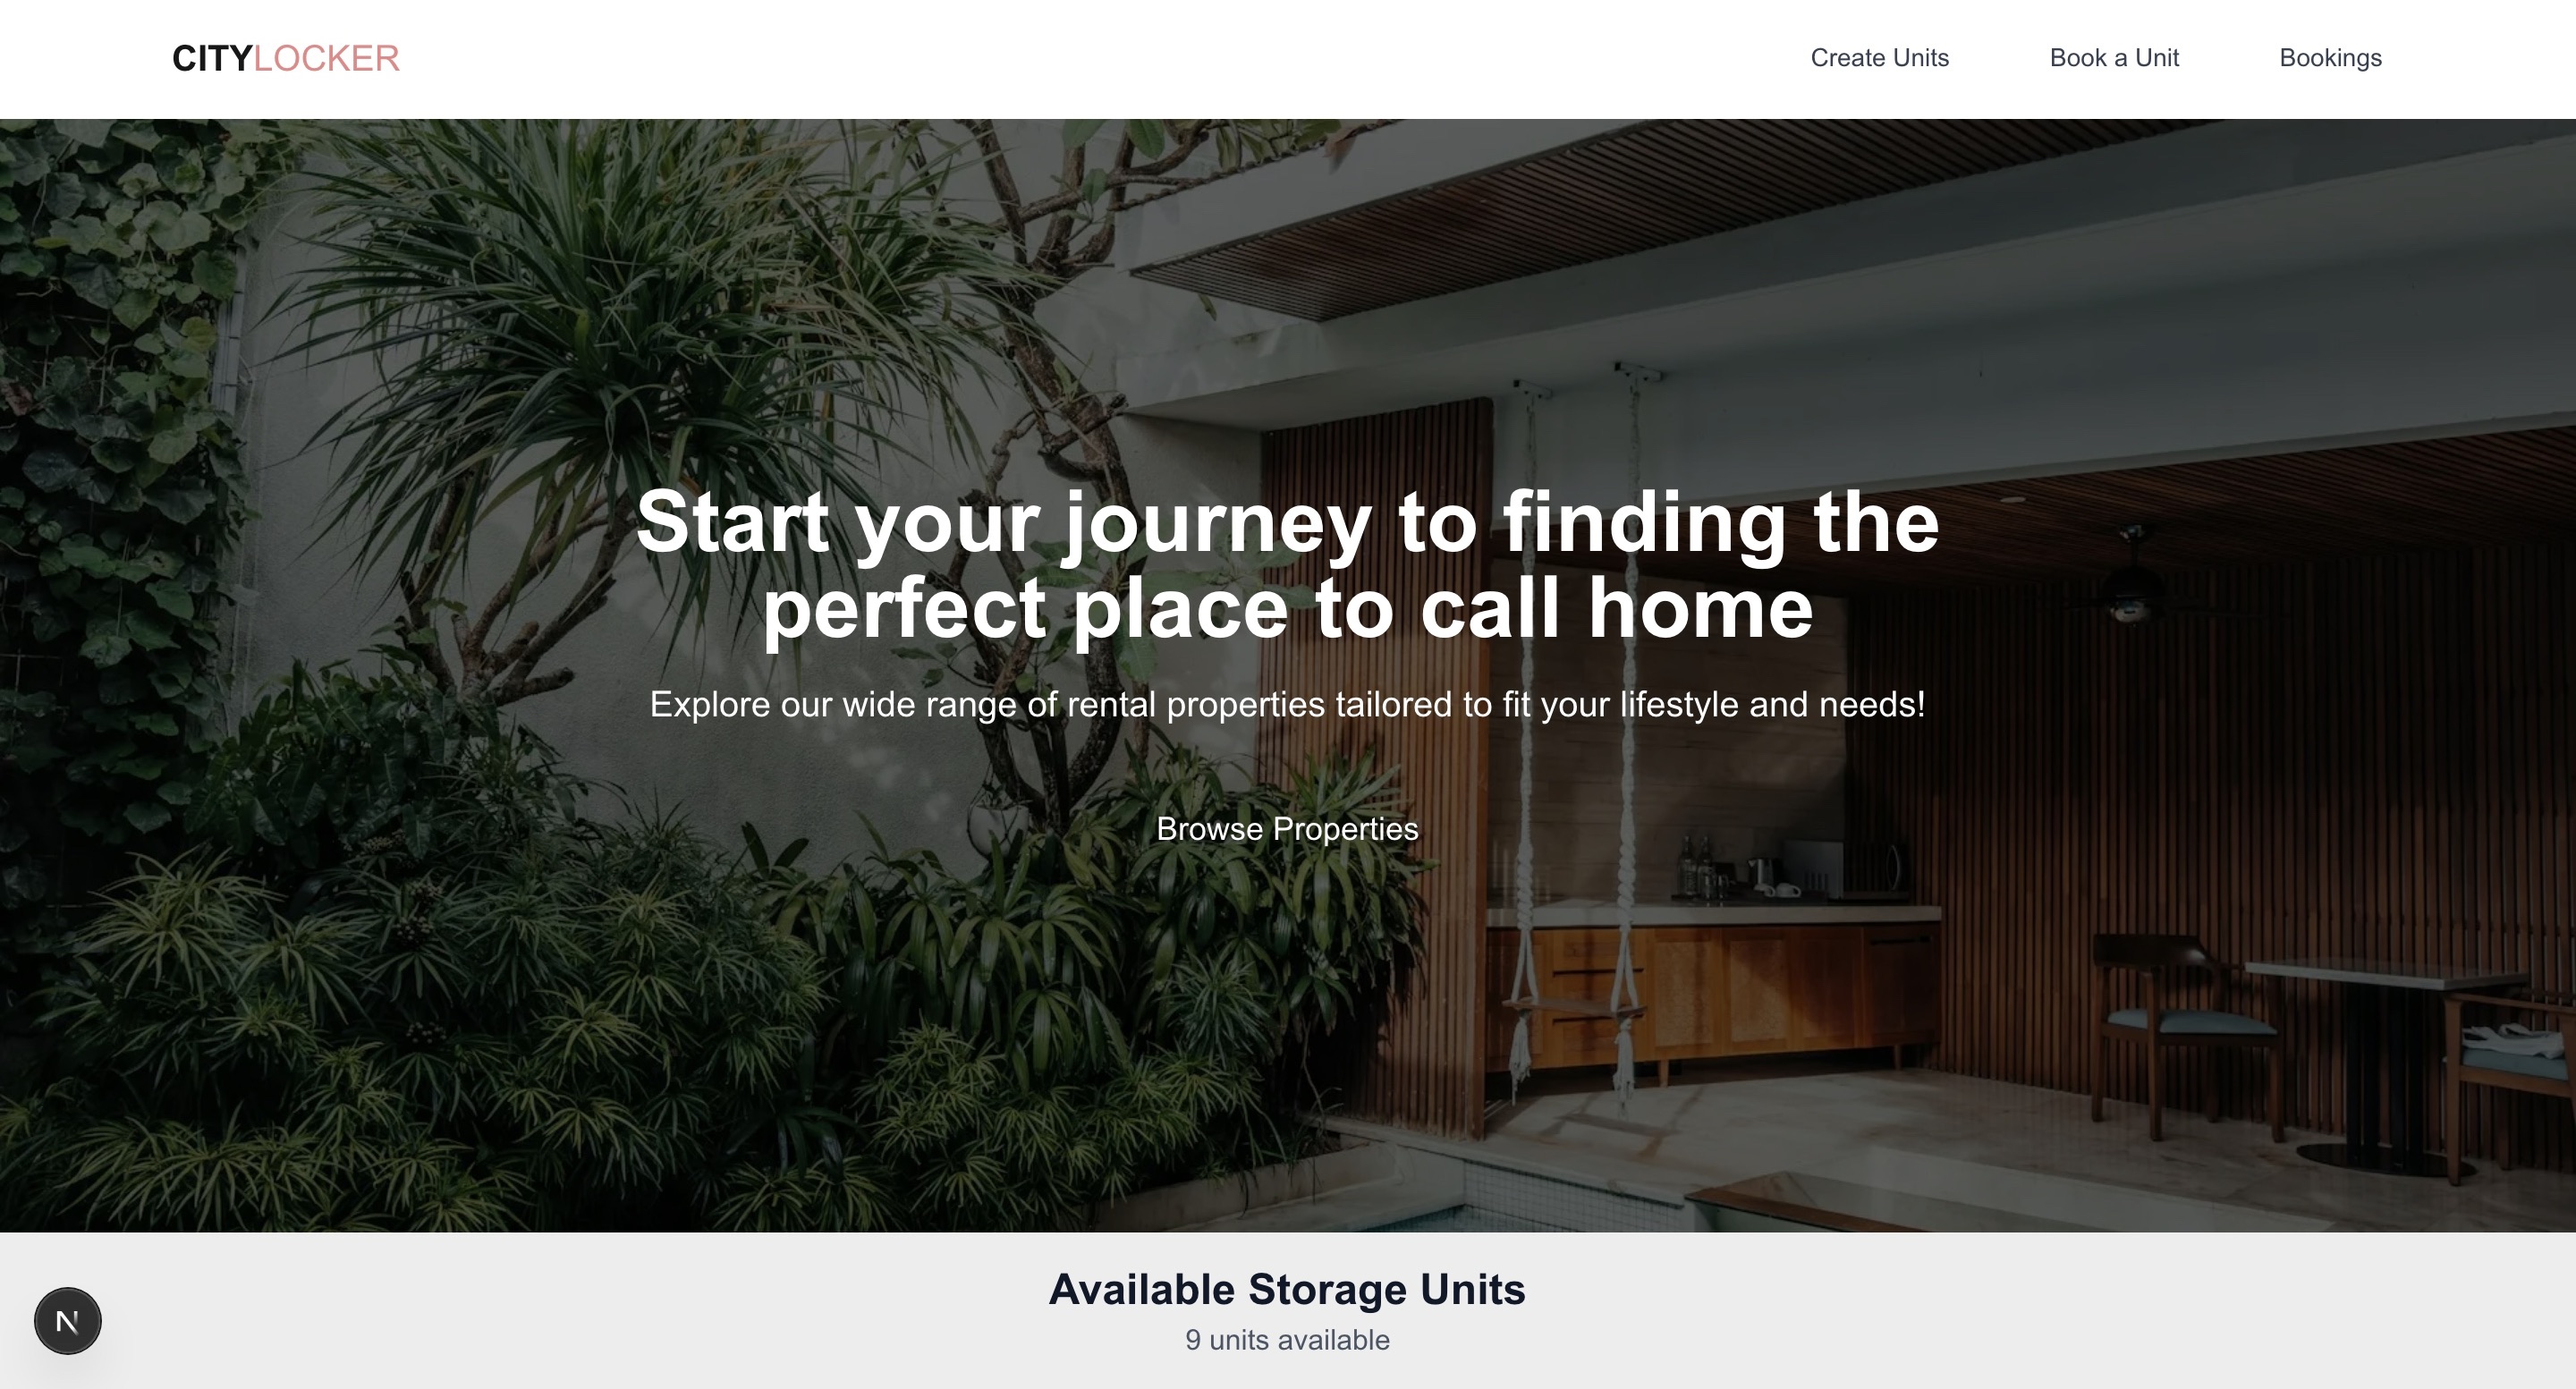 CITYLOCKER
Create Units
Book a Unit
Bookings
Start your journey to finding the
perfect place to call home
Explore our wide range of rental properties tailored to fit your lifestyle and needs!
Browse Properties
Available Storage Units
9 units available
N